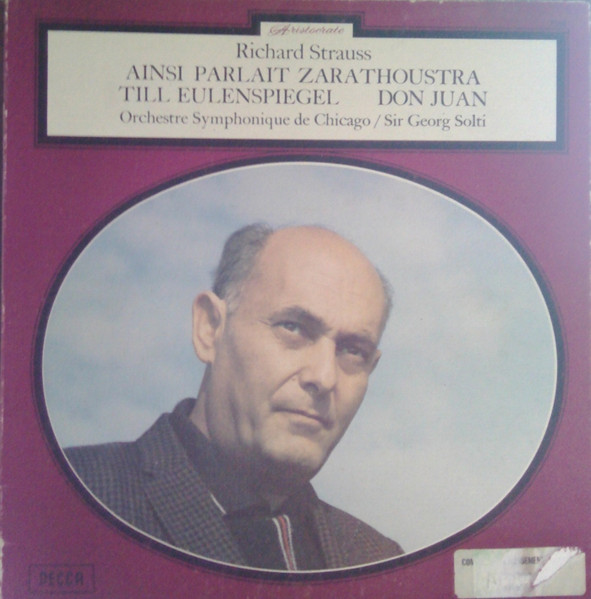 Aristocrate
Richard Strauss
AINSI PARLAIT ZARATHOUSTRA
TILL EULENSPIEGEL DON JUAN
Orchestre Symphonique de Chicago / Sir Georg Solti
DECCA